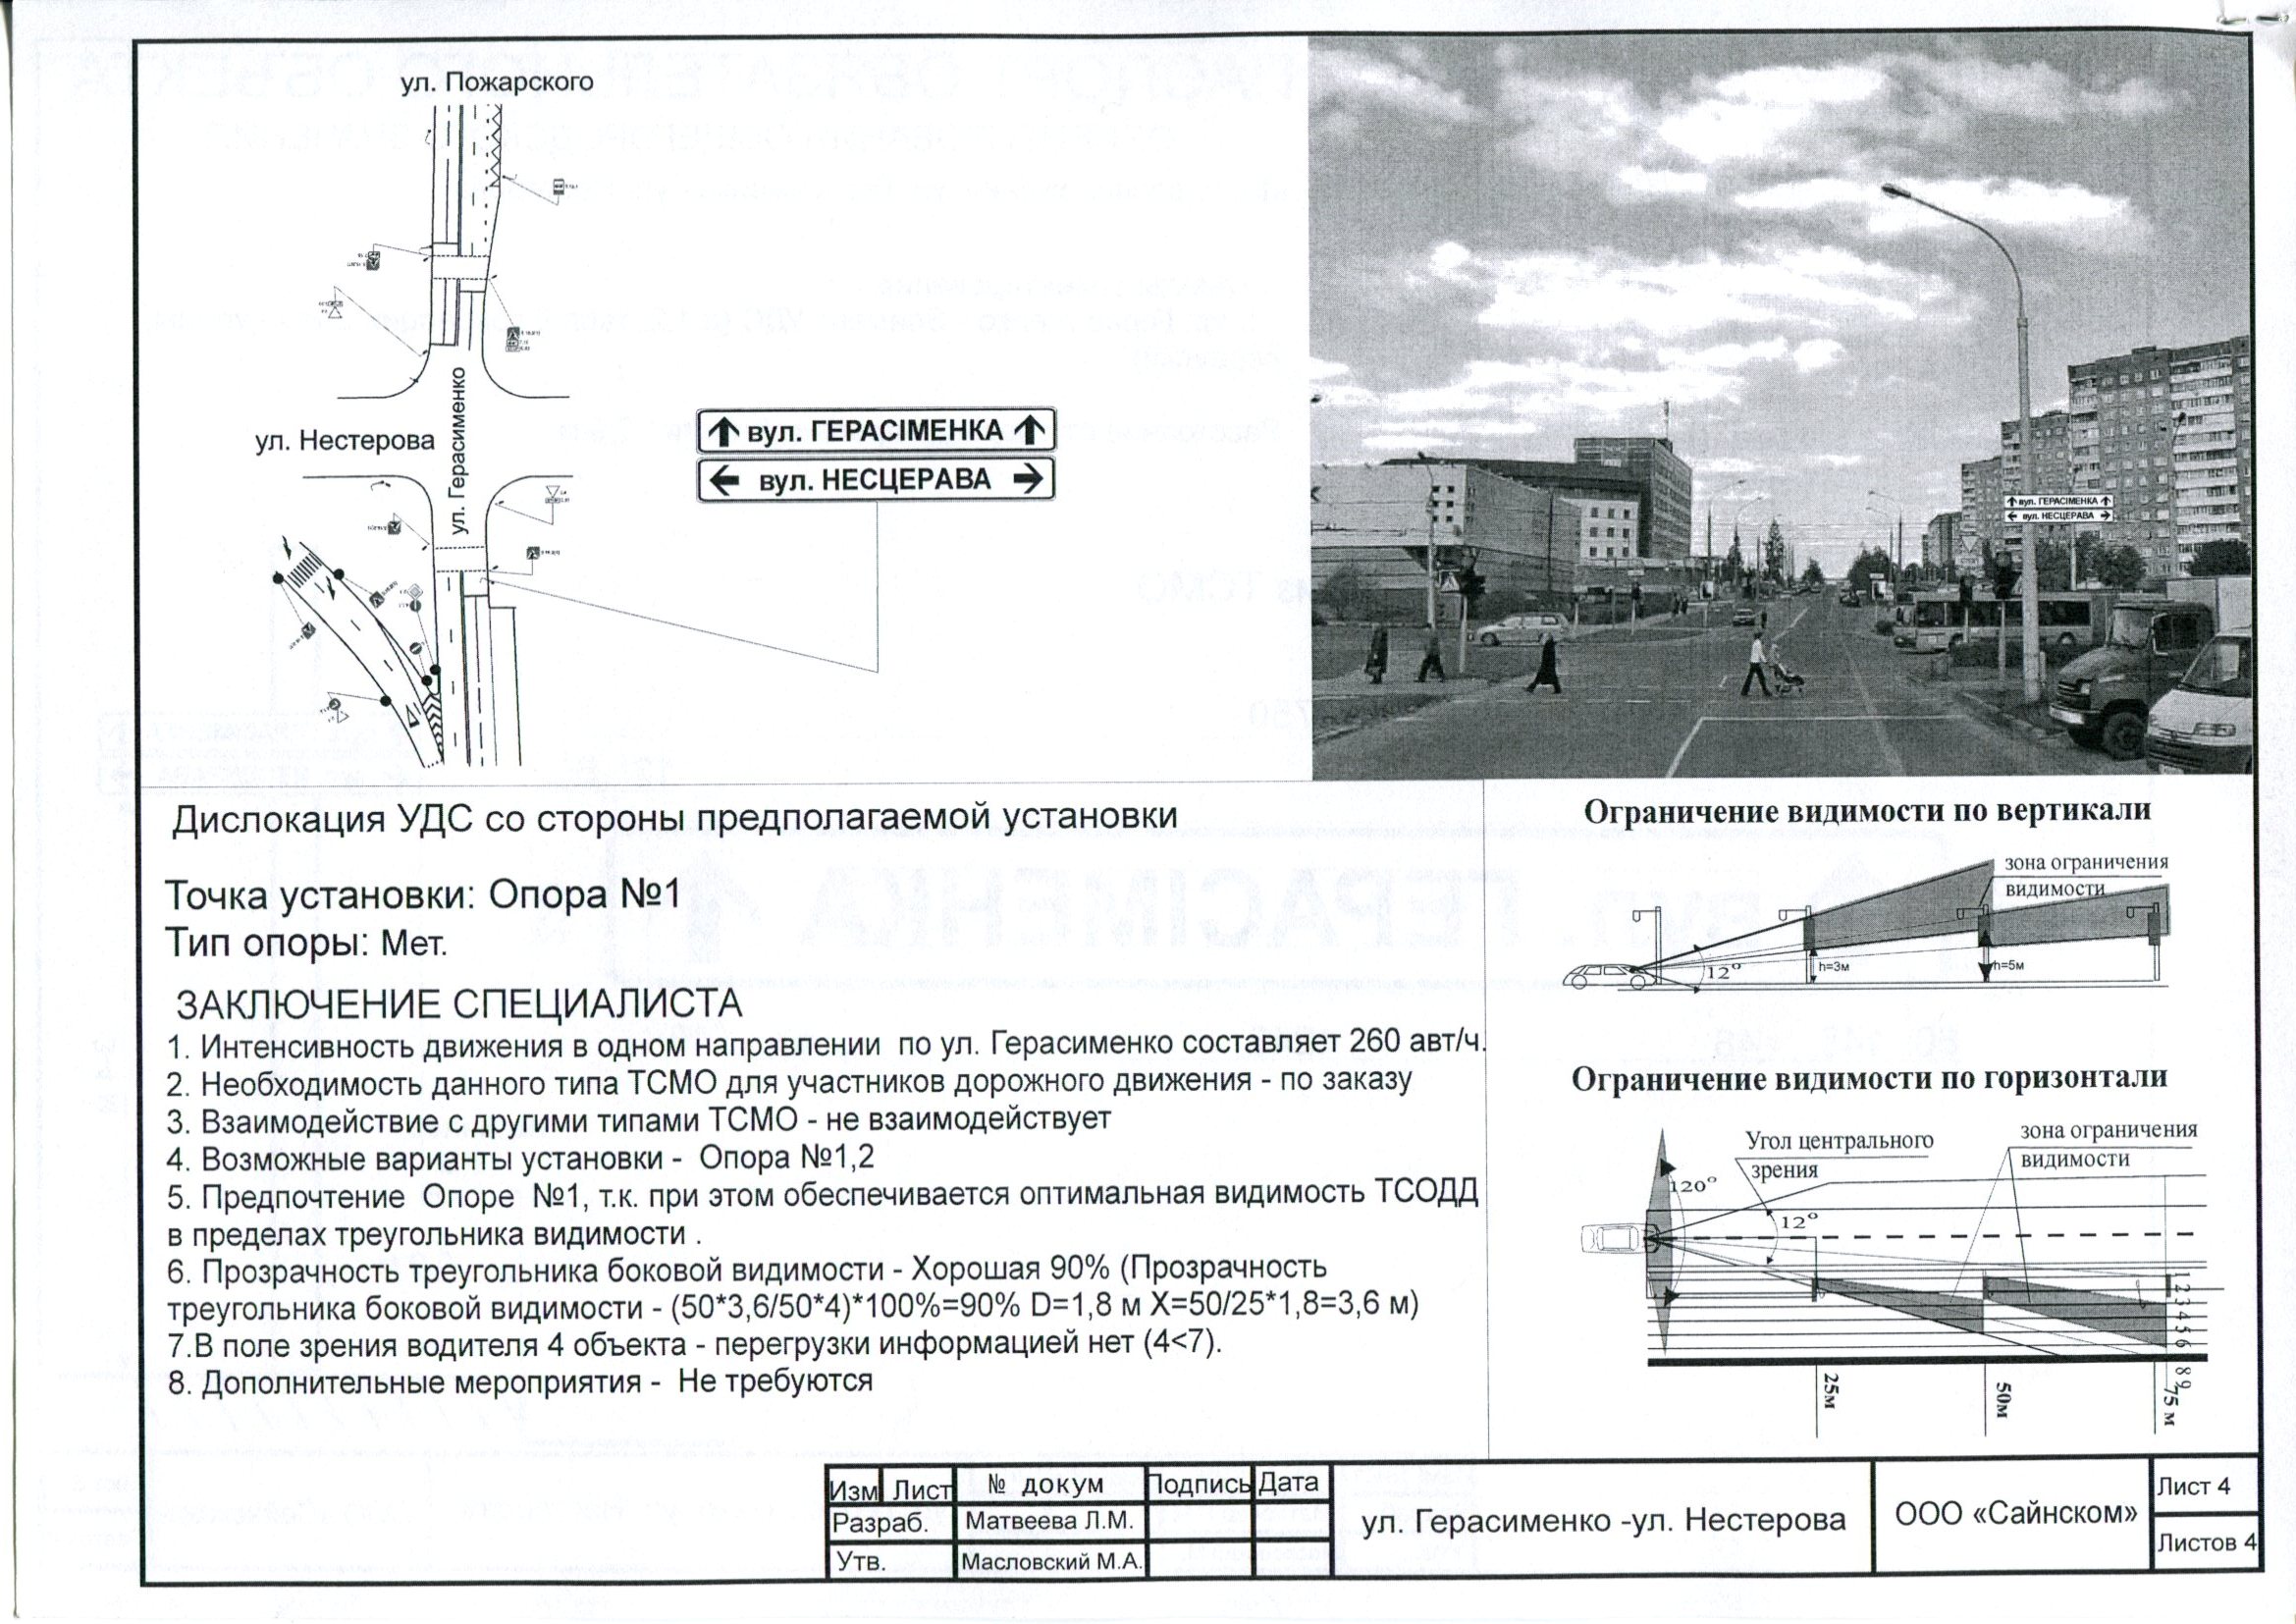 ул. Пожарского
ул. Герасименко
ул. Нестерова
вул. ГЕРАСІМЕНКА
вул. НЕСЦЕРАВА
вул. ГЕРАСІМЕНКА
вул. НЕСЦЕРАВА
Дислокация УДС со стороны предполагаемой установки
Точка установки: Опора №1
Тип опоры: Мет.
ЗАКЛЮЧЕНИЕ СПЕЦИАЛИСТА
1. Интенсивность движения в одном направлении по ул. Герасименко составляет 260 авт/ч.
2. Необходимость данного типа ТСМО для участников дорожного движения - по заказу
3. Взаимодействие с другими типами ТСМО - не взаимодействует
4. Возможные варианты установки - Опора №1,2
5. Предпочтение Опоре №1, т.к. при этом обеспечивается оптимальная видимость ТСОДД
в пределах треугольника видимости .
6. Прозрачность треугольника боковой видимости - Хорошая 90% (Прозрачность
треугольника боковой видимости - (50*3,6/50*4)*100%=90% D=1,8 м X=50/25*1,8=3,6 м)
7.В поле зрения водителя 4 объекта - перегрузки информацией нет (4<7).
8. Дополнительные мероприятия - Не требуются
Ограничение видимости по вертикали
зона ограничения
видимости
12°
h=3м
h=5м
Ограничение видимости по горизонтали
Угол центрального
зрения
зона ограничения
видимости
120°
12°
1 2 3 4 5 6 8 9
25м
50м
75 м
Изм Лист № докум Подпись Дата
Разраб. Матвеева Л.М.
Утв. Масловский М.А.
ул. Герасименко -ул. Нестерова
ООО «Сайнском»
Лист 4
Листов 4